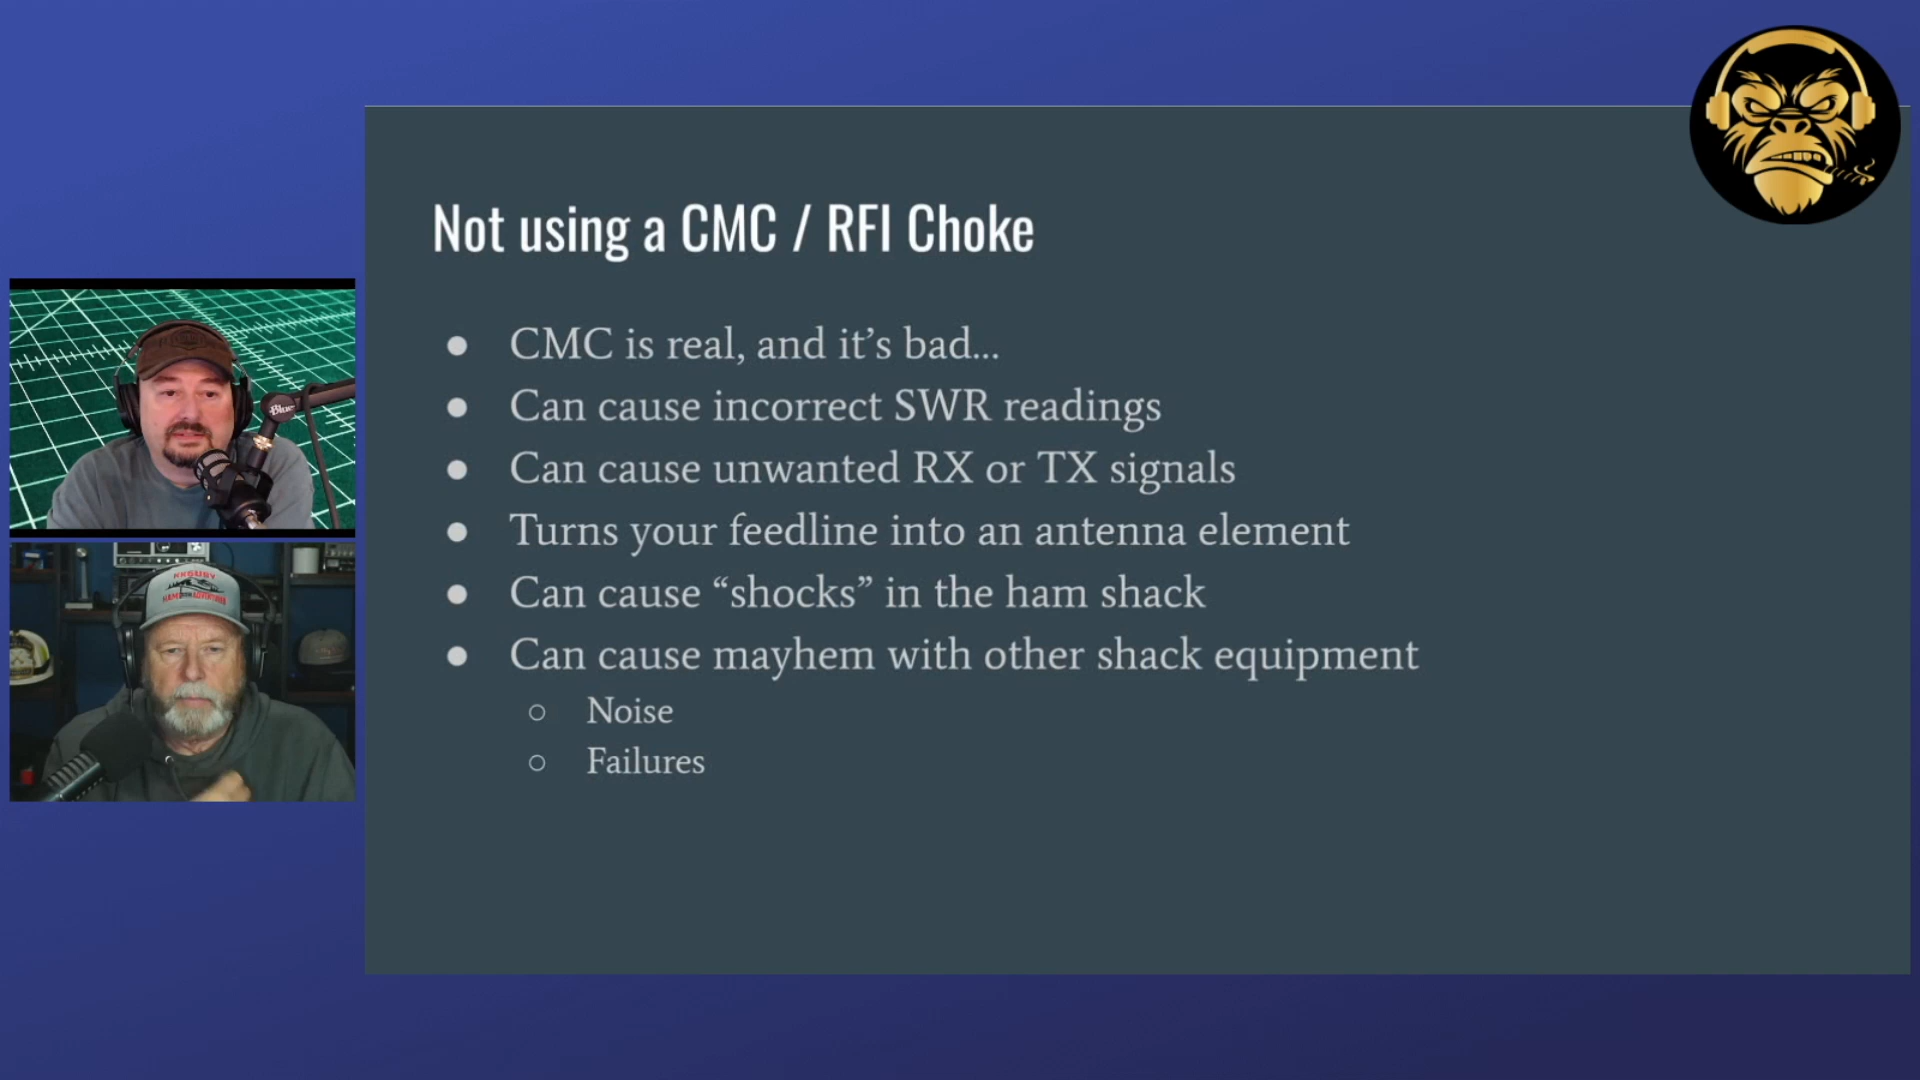 Not using a CMC / RFI Choke
● CMC is real, and it’s bad...
● Can cause incorrect SWR readings
● Can cause unwanted RX or TX signals
● Turns your feedline into an antenna element
● Can cause “shocks” in the ham shack
● Can cause mayhem with other shack equipment
○ Noise
○ Failures
Blue